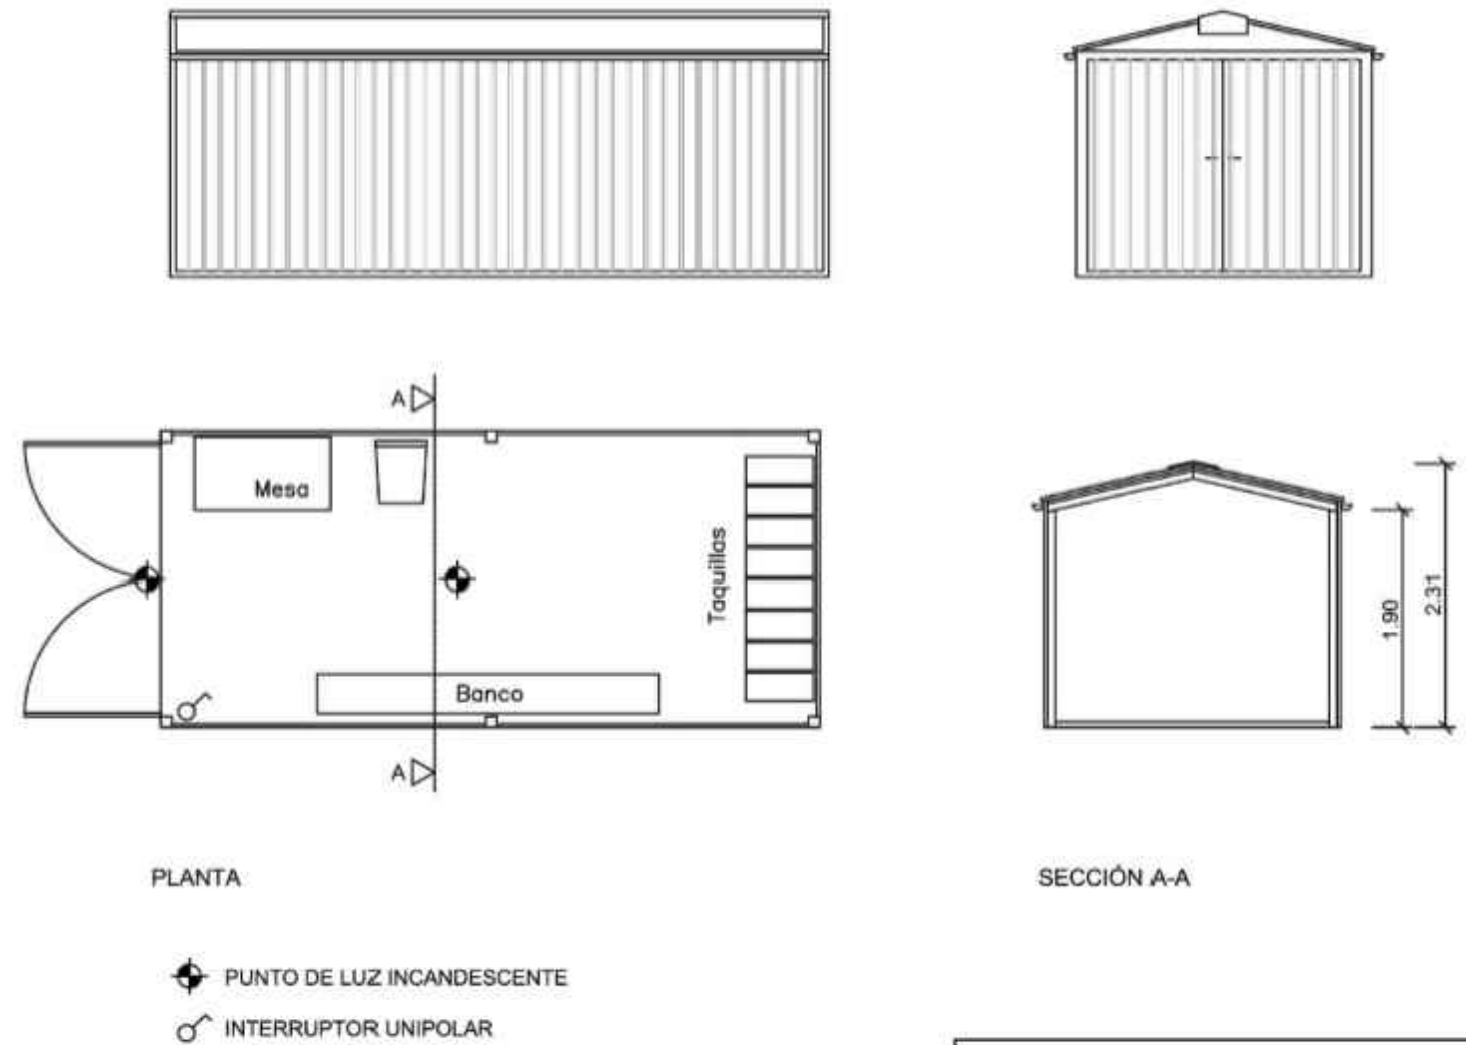 A
Mesa
Taquillas
Banco
A
1.90
2.31
PLANTA
SECCIÓN A-A
PUNTO DE LUZ INCANDESCENTE
INTERRUPTOR UNIPOLAR